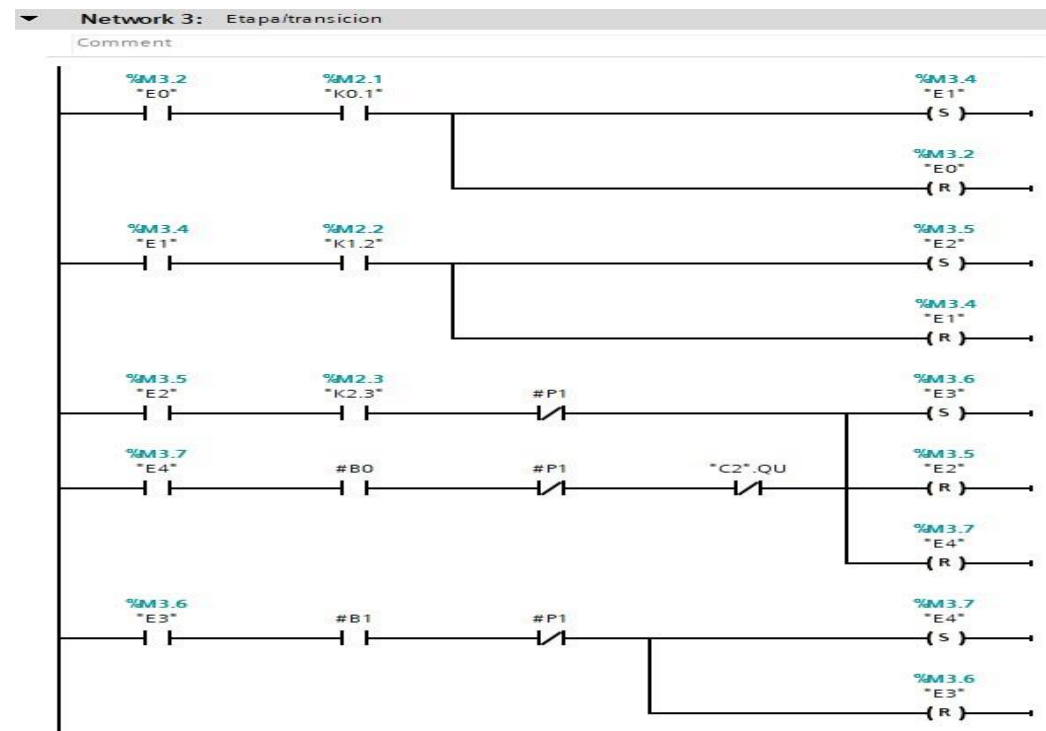 Network 3: Etapa/transicion
Comment
%M3.2 %M2.1 %M3.4
"E0" "K0.1" "E1"
S
%M3.2
"E0"
R
%M3.4 %M2.2 %M3.5
"E1" "K1.2" "E2"
S
%M3.4
"E1"
R
%M3.5 %M2.3 %M3.6
"E2" "K2.3" #P1 "E3"
S
%M3.7 %M3.5
"E4" #B0 #P1 "C2".QU "E2"
R
%M3.7
"E4"
R
%M3.6 %M3.7
"E3" #B1 #P1 "E4"
S
%M3.6
"E3"
R